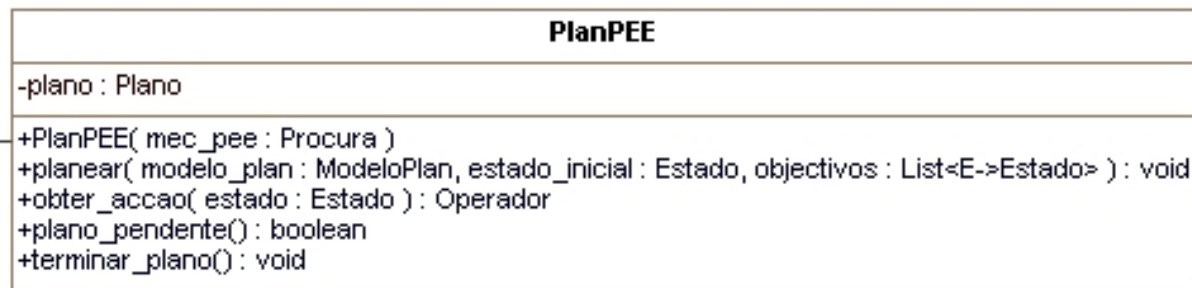 PlanPEE
-plano : Plano
+PlanPEE( mec_pee : Procura )
+planear( modelo_plan : ModeloPlan, estado_inicial : Estado, objectivos : List<E->Estado> ) : void
+obter_accao( estado : Estado ) : Operador
+plano_pendente() : boolean
+terminar_plano() : void